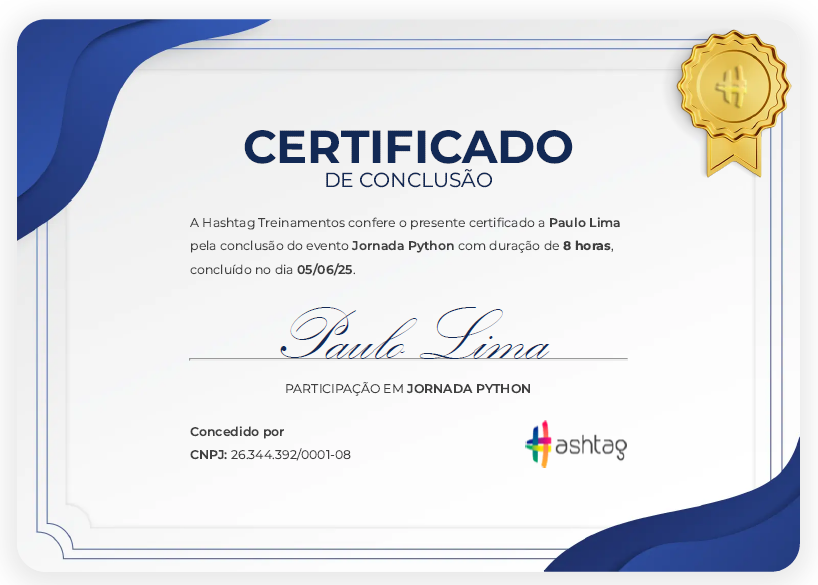 CERTIFICADO
DE CONCLUSÃO
A Hashtag Treinamentos confere o presente certificado a Paulo Lima
pela conclusão do evento Jornada Python com duração de 8 horas,
concluído no dia 05/06/25.
Paulo Lima
PARTICIPAÇÃO EM JORNADA PYTHON
Concedido por
CNPJ: 26.344.392/0001-08
ashtag